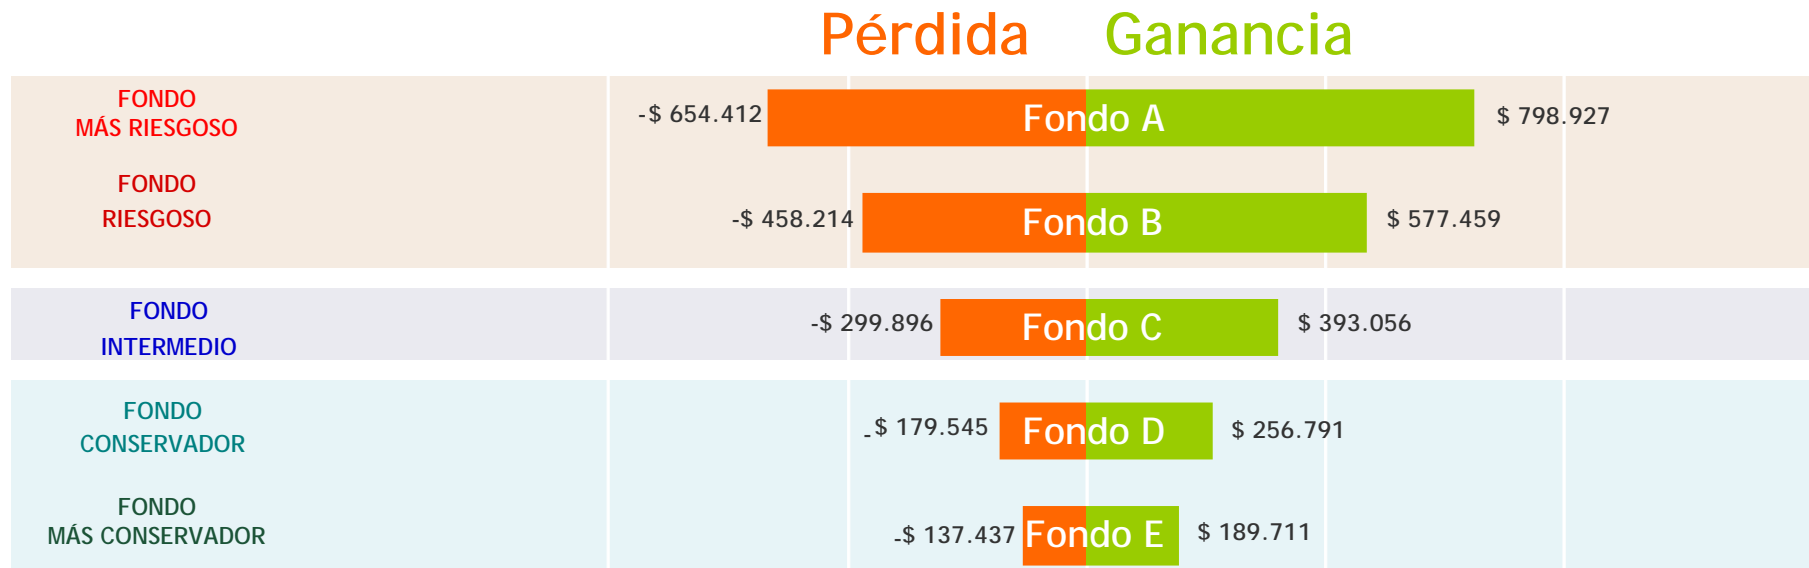 Pérdida Ganancia
FONDO
MÁS RIESGOSO
-$ 654.412 Fondo A $ 798.927
FONDO
RIESGOSO
-$ 458.214 Fondo B $ 577.459
FONDO
INTERMEDIO
-$ 299.896 Fondo C $ 393.056
FONDO
CONSERVADOR
-$ 179.545 Fondo D $ 256.791
FONDO
MÁS CONSERVADOR
-$ 137.437 Fondo E $ 189.711